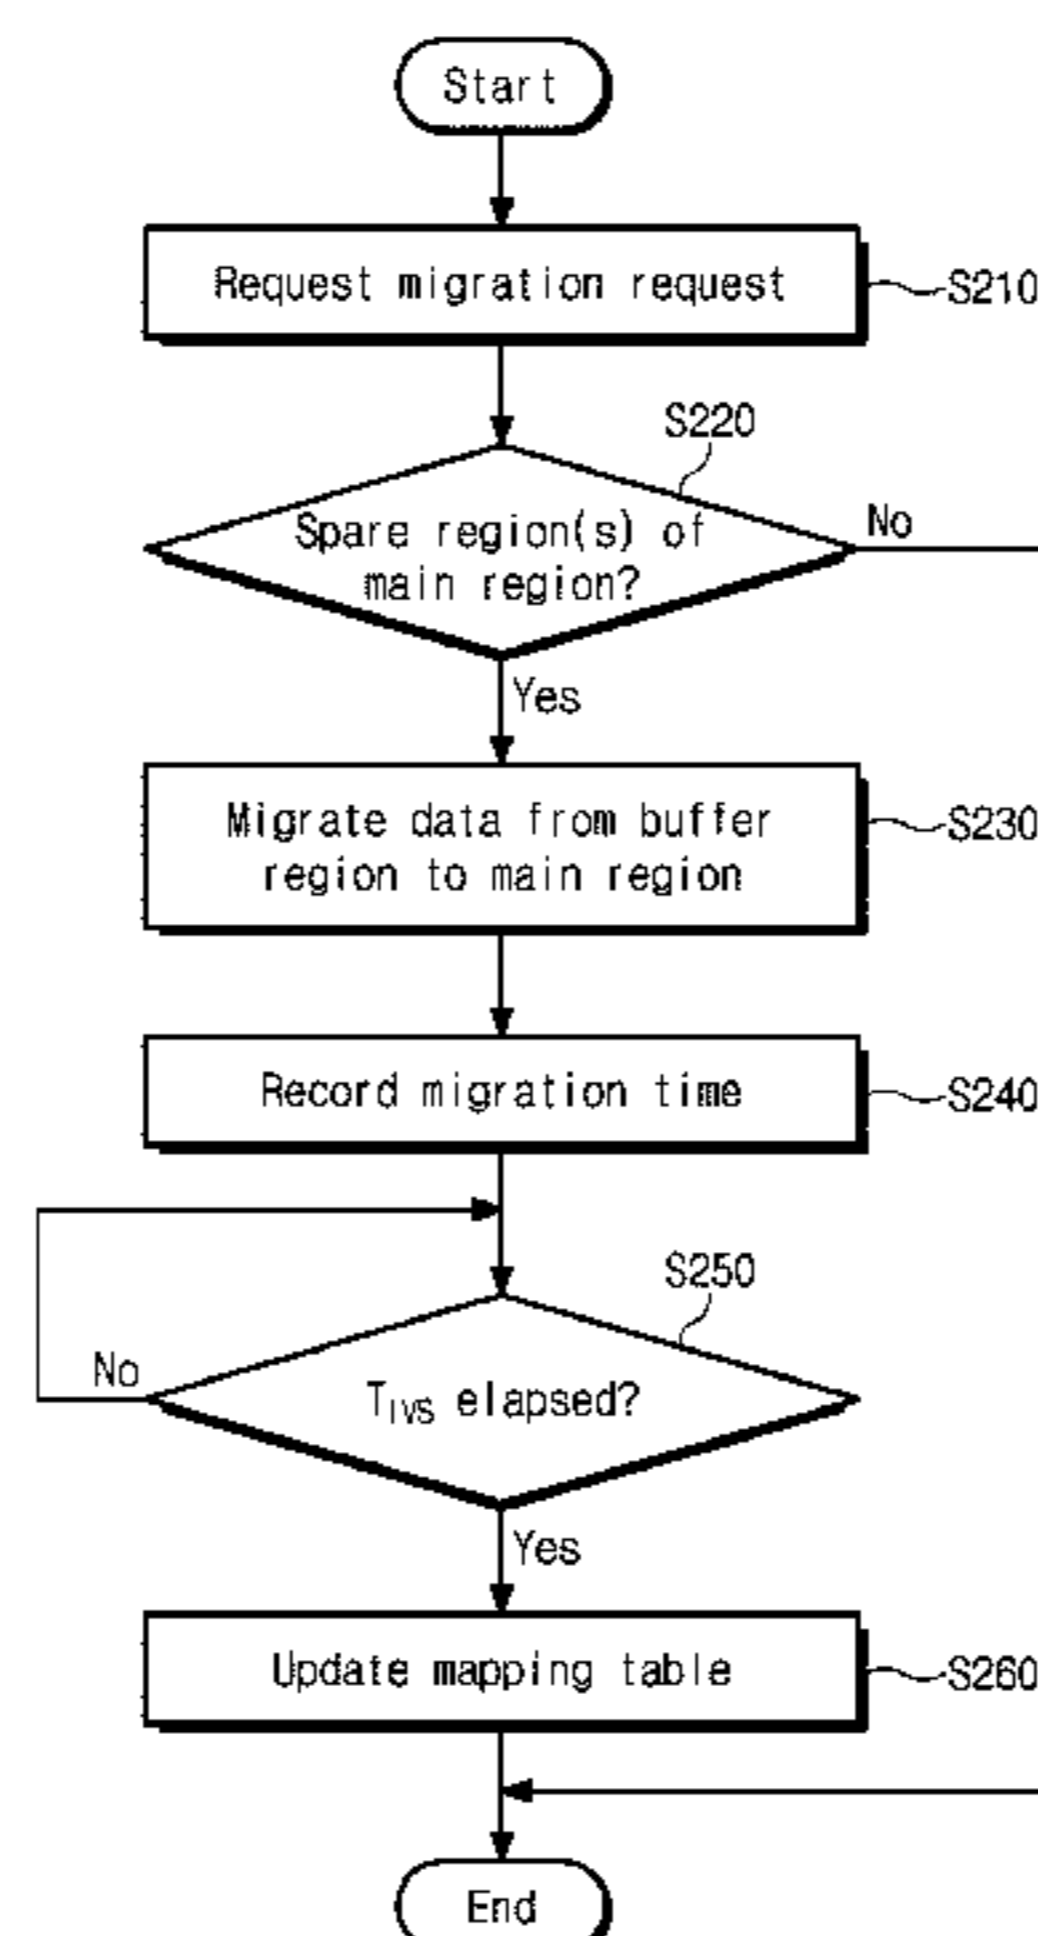 Start
Request migration request
S210
S220
Spare region(s) of
main region?
No
Yes
Migrate data from buffer
region to main region
S230
Record migration time
S240
S250
No
TIVS elapsed?
Yes
Update mapping table
S260
End